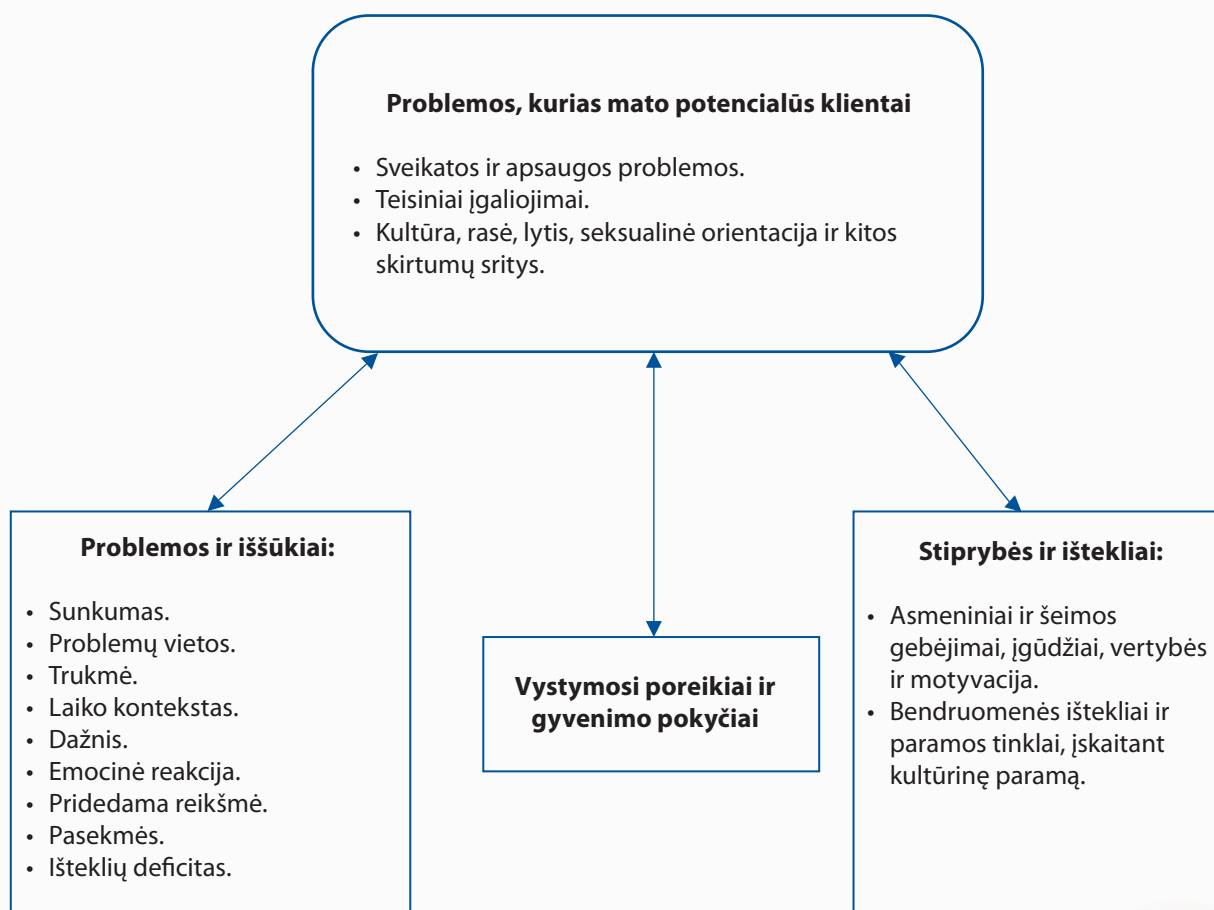 Problemos, kurias mato potencialūs klientai
• Sveikatos ir apsaugos problemos.
• Teisiniai įgaliojimai.
• Kultūra, rasė, lytis, seksualinė orientacija ir kitos
skirtumų sritys.
Problemos ir iššūkiai:
• Sunkumas.
• Problemų vietos.
• Trukmė.
• Laiko kontekstas.
• Dažnis.
• Emocinė reakcija.
• Pridedama reikšmė.
• Pasekmės.
• Išteklių deficitas.
Vystymosi poreikiai ir
gyvenimo pokyčiai
Stiprybės ir ištekliai:
• Asmeniniai ir šeimos
gebėjimai, įgūdžiai, vertybės
ir motyvacija.
• Bendruomenės ištekliai ir
paramos tinklai, įskaitant
kultūrinę paramą.